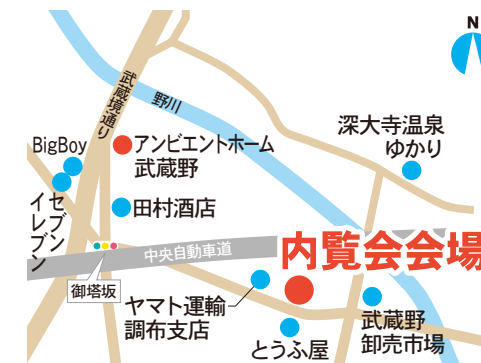 N
武蔵境通り
野川
BigBoy
アンビエントホーム
武蔵野
深大寺温泉
ゆかり
セブン
イレブン
田村酒店
中央自動車道
内覧会会場
御塔坂
ヤマト運輸
調布支店
とうふ屋
武蔵野
卸売市場